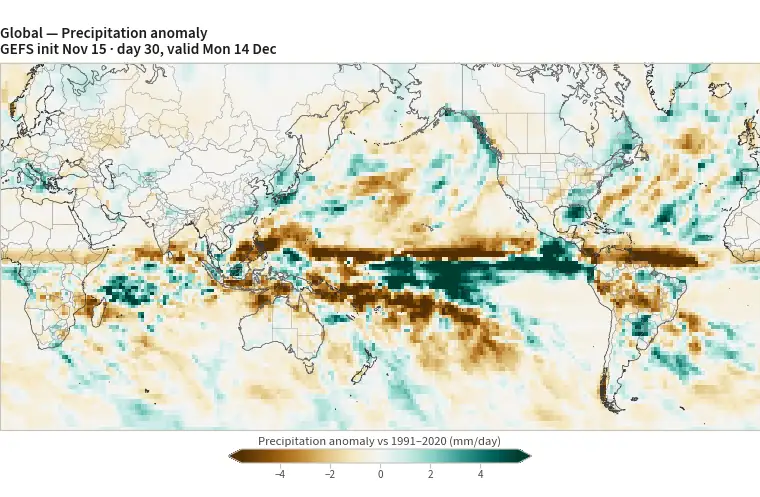 Global — Precipitation anomaly
GEFS init Nov 15 · day 30, valid Mon 14 Dec
Precipitation anomaly vs 1991–2020 (mm/day)
−4 −2 0 2 4